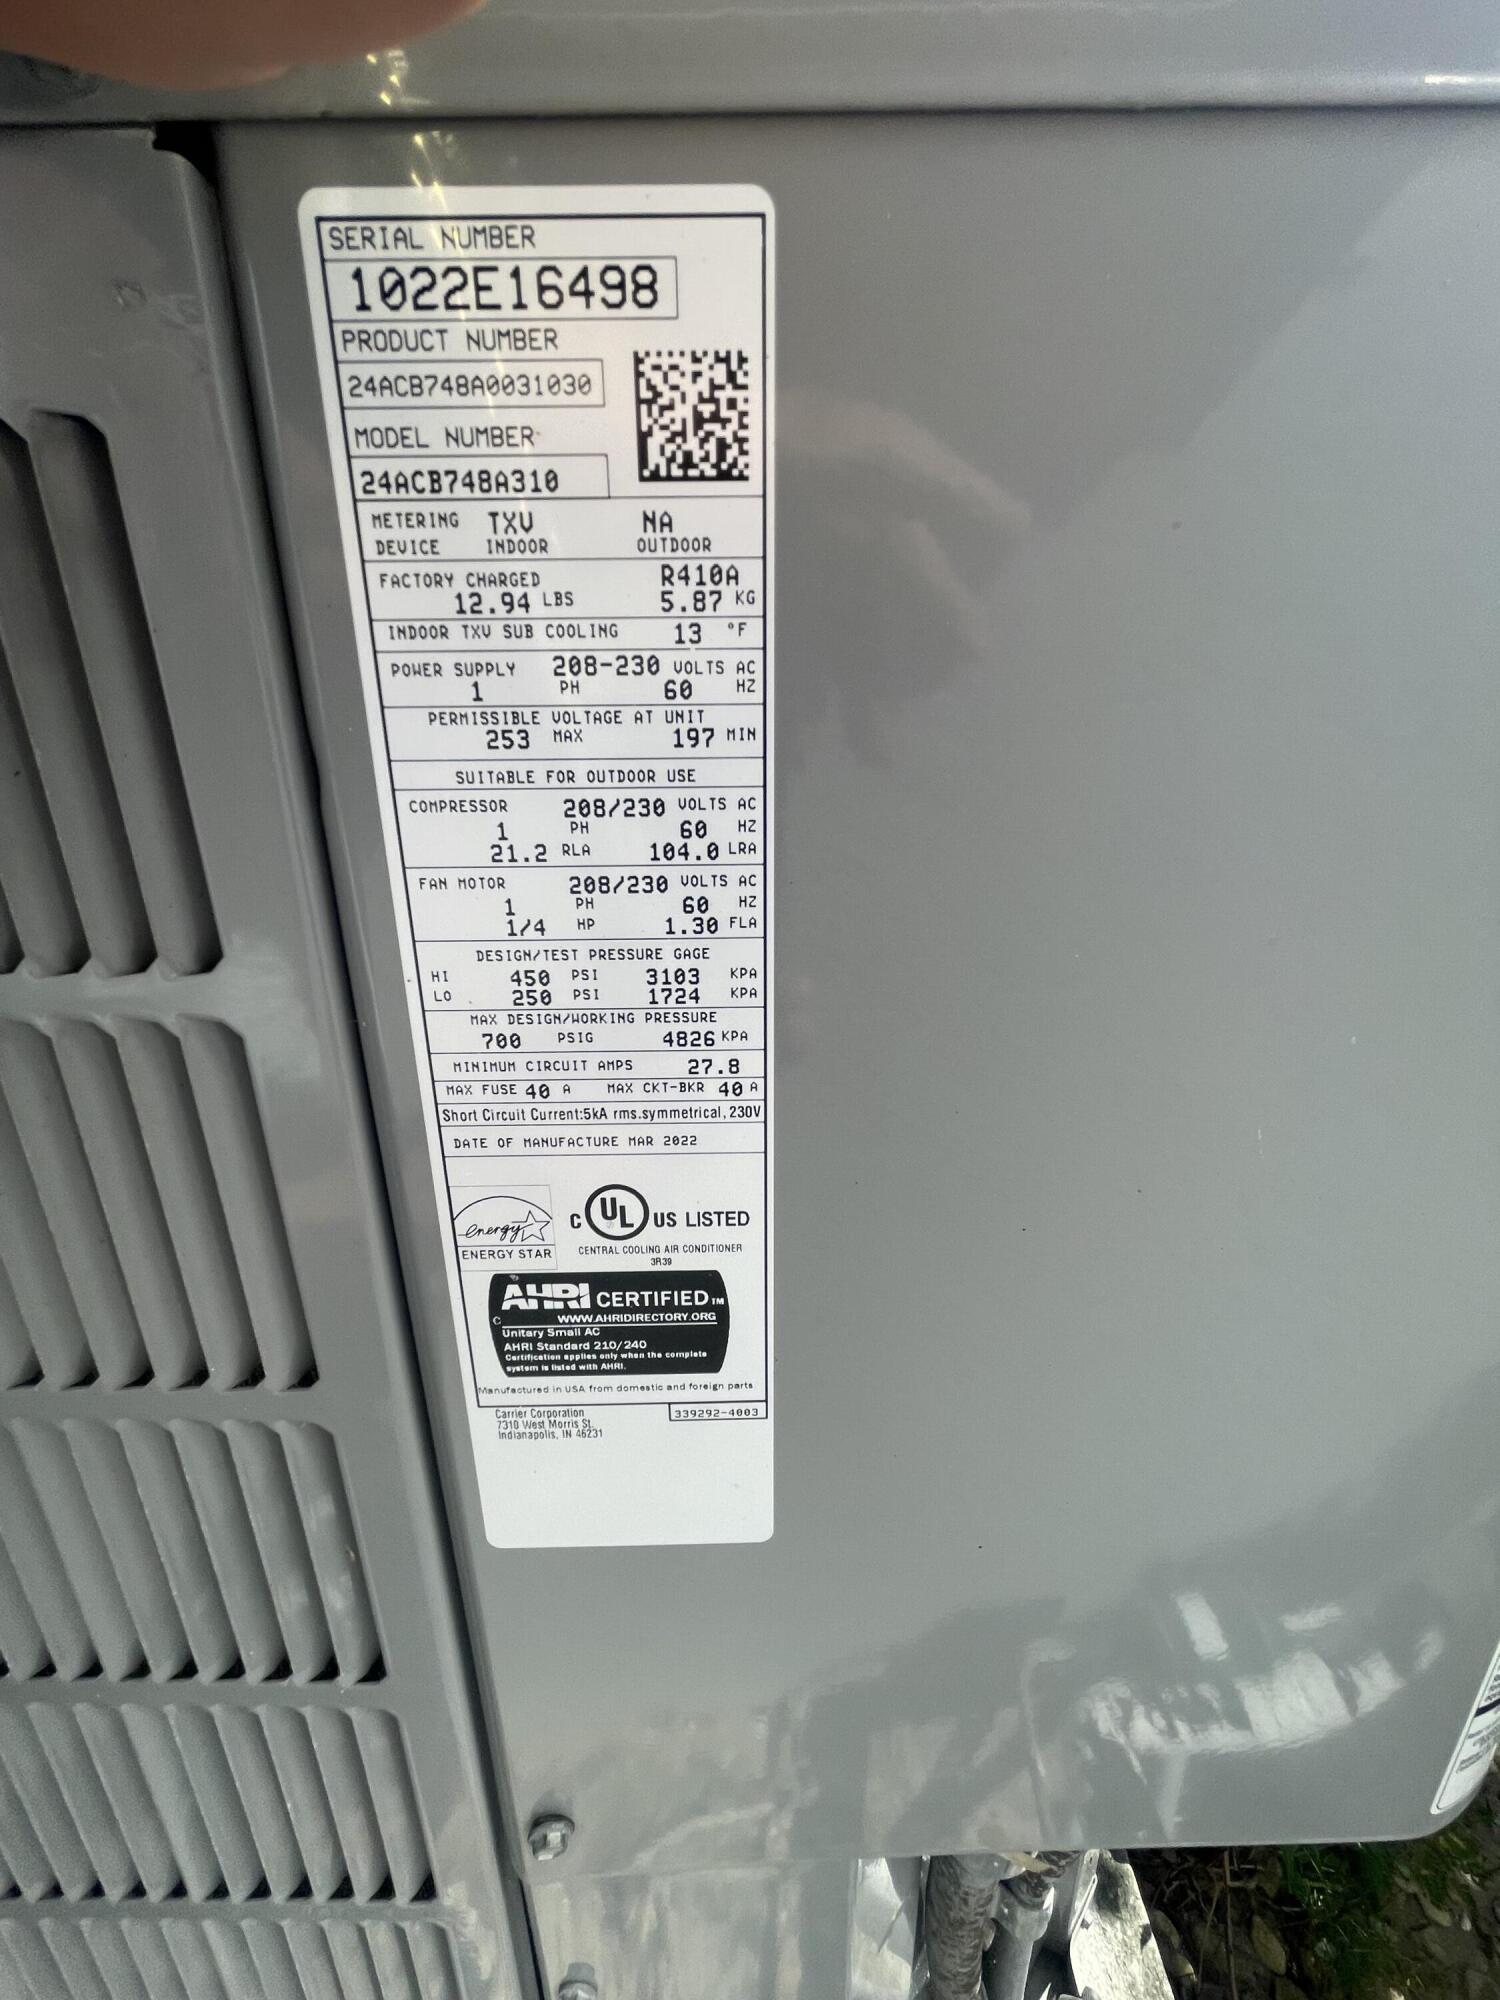 SERIAL NUMBER
1022E16498
PRODUCT NUMBER
24ACB748A0031030
MODEL NUMBER
24ACB748A310
METERING TXV NA
DEVICE INDOOR OUTDOOR
FACTORY CHARGED R410A
12.94 LBS 5.87 KG
INDOOR TXV SUB COOLING 13 °F
POWER SUPPLY 208-230 VOLTS AC
1 PH 60 HZ
PERMISSIBLE VOLTAGE AT UNIT
253 MAX 197 MIN
SUITABLE FOR OUTDOOR USE
COMPRESSOR 208/230 VOLTS AC
1 PH 60 HZ
21.2 RLA 104.0 LRA
FAN MOTOR 208/230 VOLTS AC
1 PH 60 HZ
1/4 HP 1.30 FLA
DESIGN/TEST PRESSURE GAGE
HI 450 PSI 3103 KPA
LO 250 PSI 1724 KPA
MAX DESIGN/WORKING PRESSURE
700 PSIG 4826 KPA
MINIMUM CIRCUIT AMPS 27.8
MAX FUSE 40 A MAX CKT-BKR 40 A
Short Circuit Current:5kA rms.symmetrical, 230V
DATE OF MANUFACTURE MAR 2022
energy
ENERGY STAR
C UL US LISTED
CENTRAL COOLING AIR CONDITIONER
3R39
AHRI CERTIFIED TM
C WWW.AHRIDIRECTORY.ORG
Unitary Small AC
AHRI Standard 210/240
Certification applies only when the complete
system is listed with AHRI.
Manufactured in USA from domestic and foreign parts
Carrier Corporation 339292-4003
7310 West Morris St.
Indianapolis, IN 46231